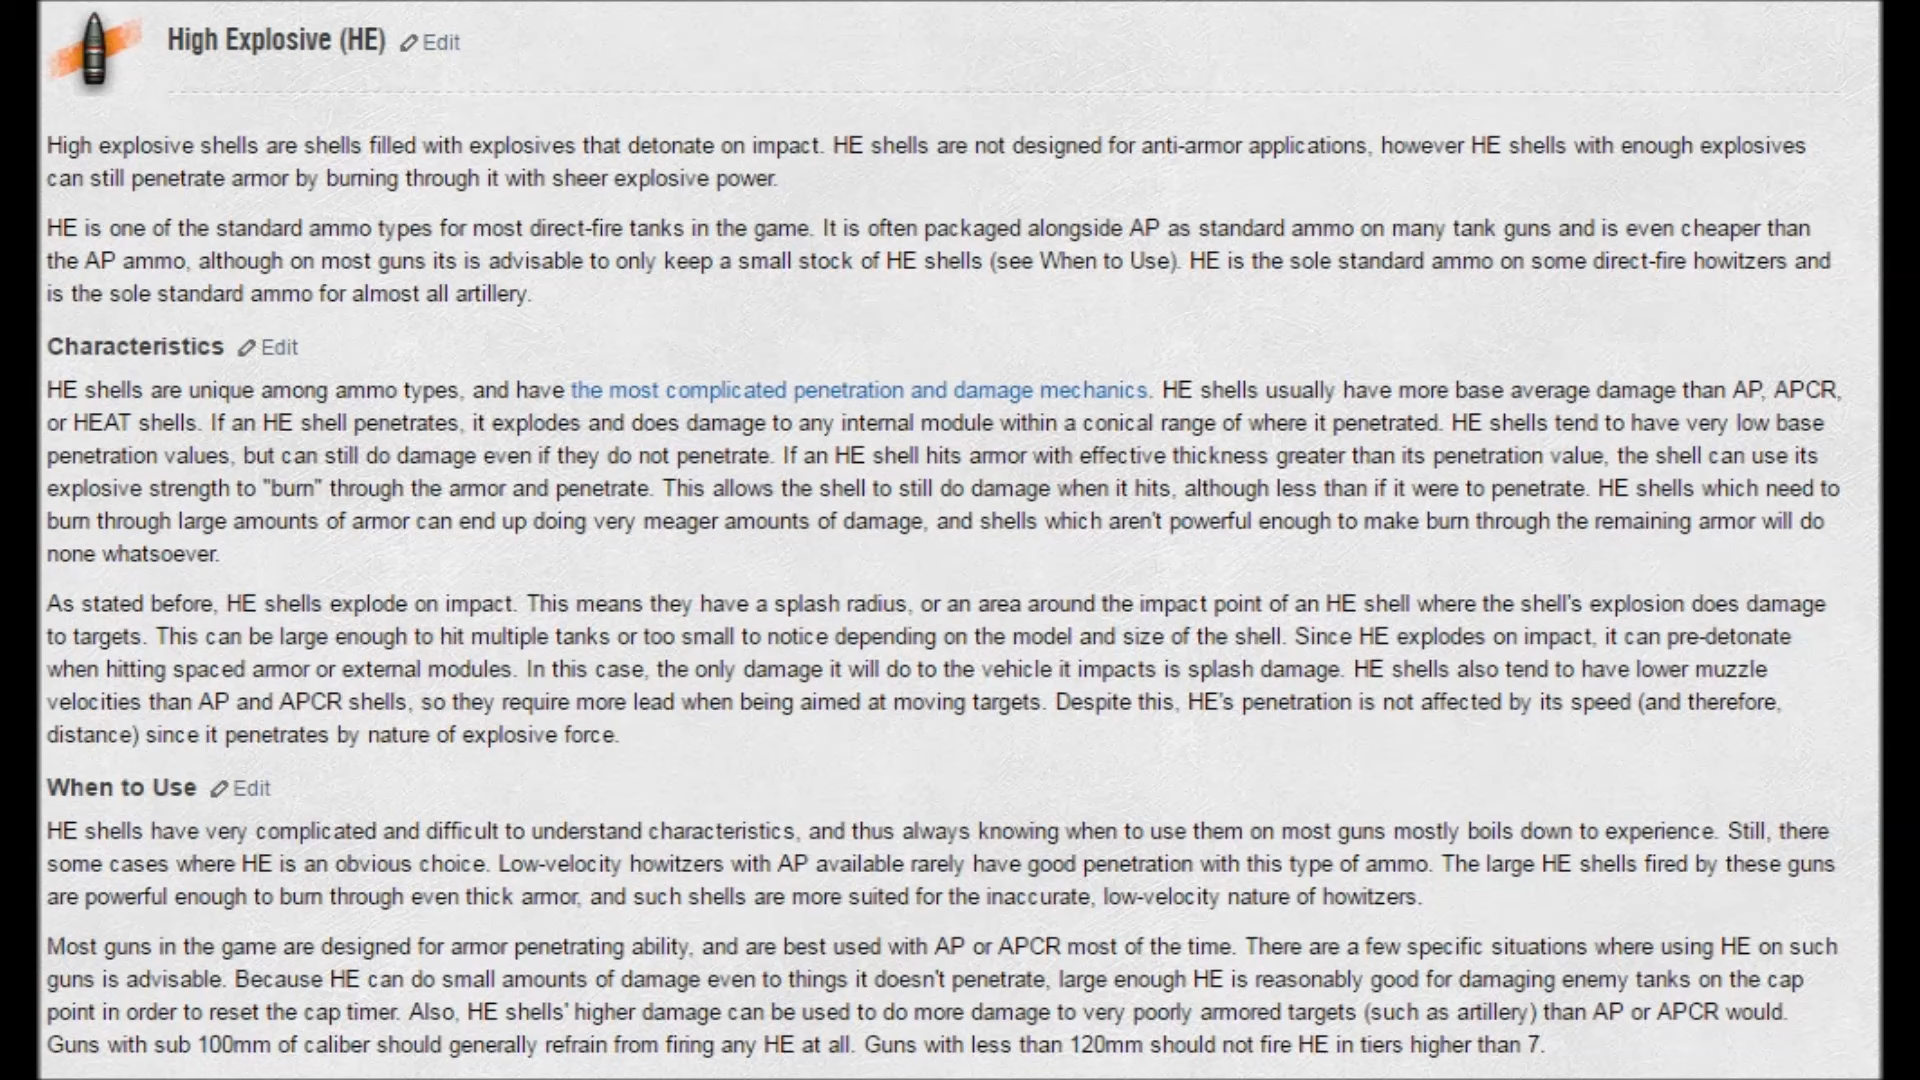 High Explosive (HE) Edit
High explosive shells are shells filled with explosives that detonate on impact. HE shells are not designed for anti-armor applications, however HE shells with enough explosives
can still penetrate armor by burning through it with sheer explosive power.
HE is one of the standard ammo types for most direct-fire tanks in the game. It is often packaged alongside AP as standard ammo on many tank guns and is even cheaper than
the AP ammo, although on most guns its is advisable to only keep a small stock of HE shells (see When to Use). HE is the sole standard ammo on some direct-fire howitzers and
is the sole standard ammo for almost all artillery.
Characteristics Edit
HE shells are unique among ammo types, and have the most complicated penetration and damage mechanics. HE shells usually have more base average damage than AP, APCR,
or HEAT shells. If an HE shell penetrates, it explodes and does damage to any internal module within a conical range of where it penetrated. HE shells tend to have very low base
penetration values, but can still do damage even if they do not penetrate. If an HE shell hits armor with effective thickness greater than its penetration value, the shell can use its
explosive strength to "burn" through the armor and penetrate. This allows the shell to still do damage when it hits, although less than if it were to penetrate. HE shells which need to
burn through large amounts of armor can end up doing very meager amounts of damage, and shells which aren't powerful enough to make burn through the remaining armor will do
none whatsoever.
As stated before, HE shells explode on impact. This means they have a splash radius, or an area around the impact point of an HE shell where the shell's explosion does damage
to targets. This can be large enough to hit multiple tanks or too small to notice depending on the model and size of the shell. Since HE explodes on impact, it can pre-detonate
when hitting spaced armor or external modules. In this case, the only damage it will do to the vehicle it impacts is splash damage. HE shells also tend to have lower muzzle
velocities than AP and APCR shells, so they require more lead when being aimed at moving targets. Despite this, HE's penetration is not affected by its speed (and therefore,
distance) since it penetrates by nature of explosive force.
When to Use Edit
HE shells have very complicated and difficult to understand characteristics, and thus always knowing when to use them on most guns mostly boils down to experience. Still, there
some cases where HE is an obvious choice. Low-velocity howitzers with AP available rarely have good penetration with this type of ammo. The large HE shells fired by these guns
are powerful enough to burn through even thick armor, and such shells are more suited for the inaccurate, low-velocity nature of howitzers.
Most guns in the game are designed for armor penetrating ability, and are best used with AP or APCR most of the time. There are a few specific situations where using HE on such
guns is advisable. Because HE can do small amounts of damage even to things it doesn't penetrate, large enough HE is reasonably good for damaging enemy tanks on the cap
point in order to reset the cap timer. Also, HE shells' higher damage can be used to do more damage to very poorly armored targets (such as artillery) than AP or APCR would.
Guns with sub 100mm of caliber should generally refrain from firing any HE at all. Guns with less than 120mm should not fire HE in tiers higher than 7.